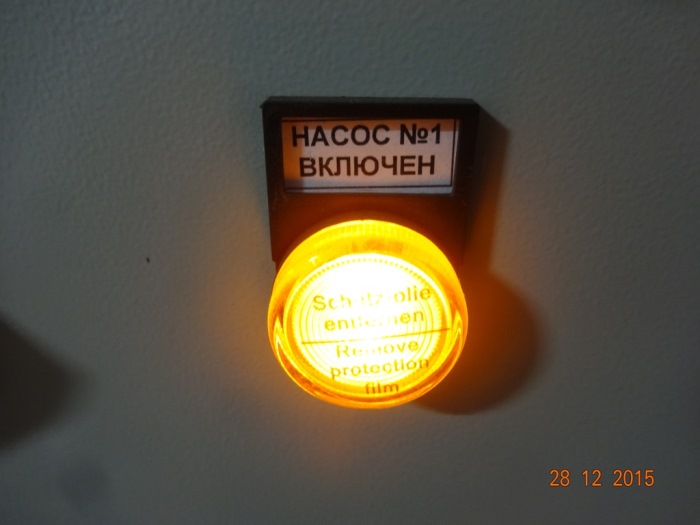 НАСОС №1
ВКЛЮЧЕН
Schutzfolie
entfernen
Remove
protection
film
28 12 2015